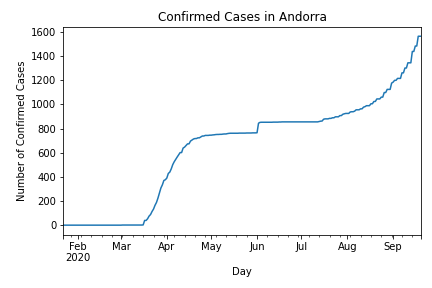 Confirmed Cases in Andorra
Number of Confirmed Cases
1600
1400
1200
1000
800
600
400
200
0
Feb Mar Apr May Jun Jul Aug Sep
2020
Day